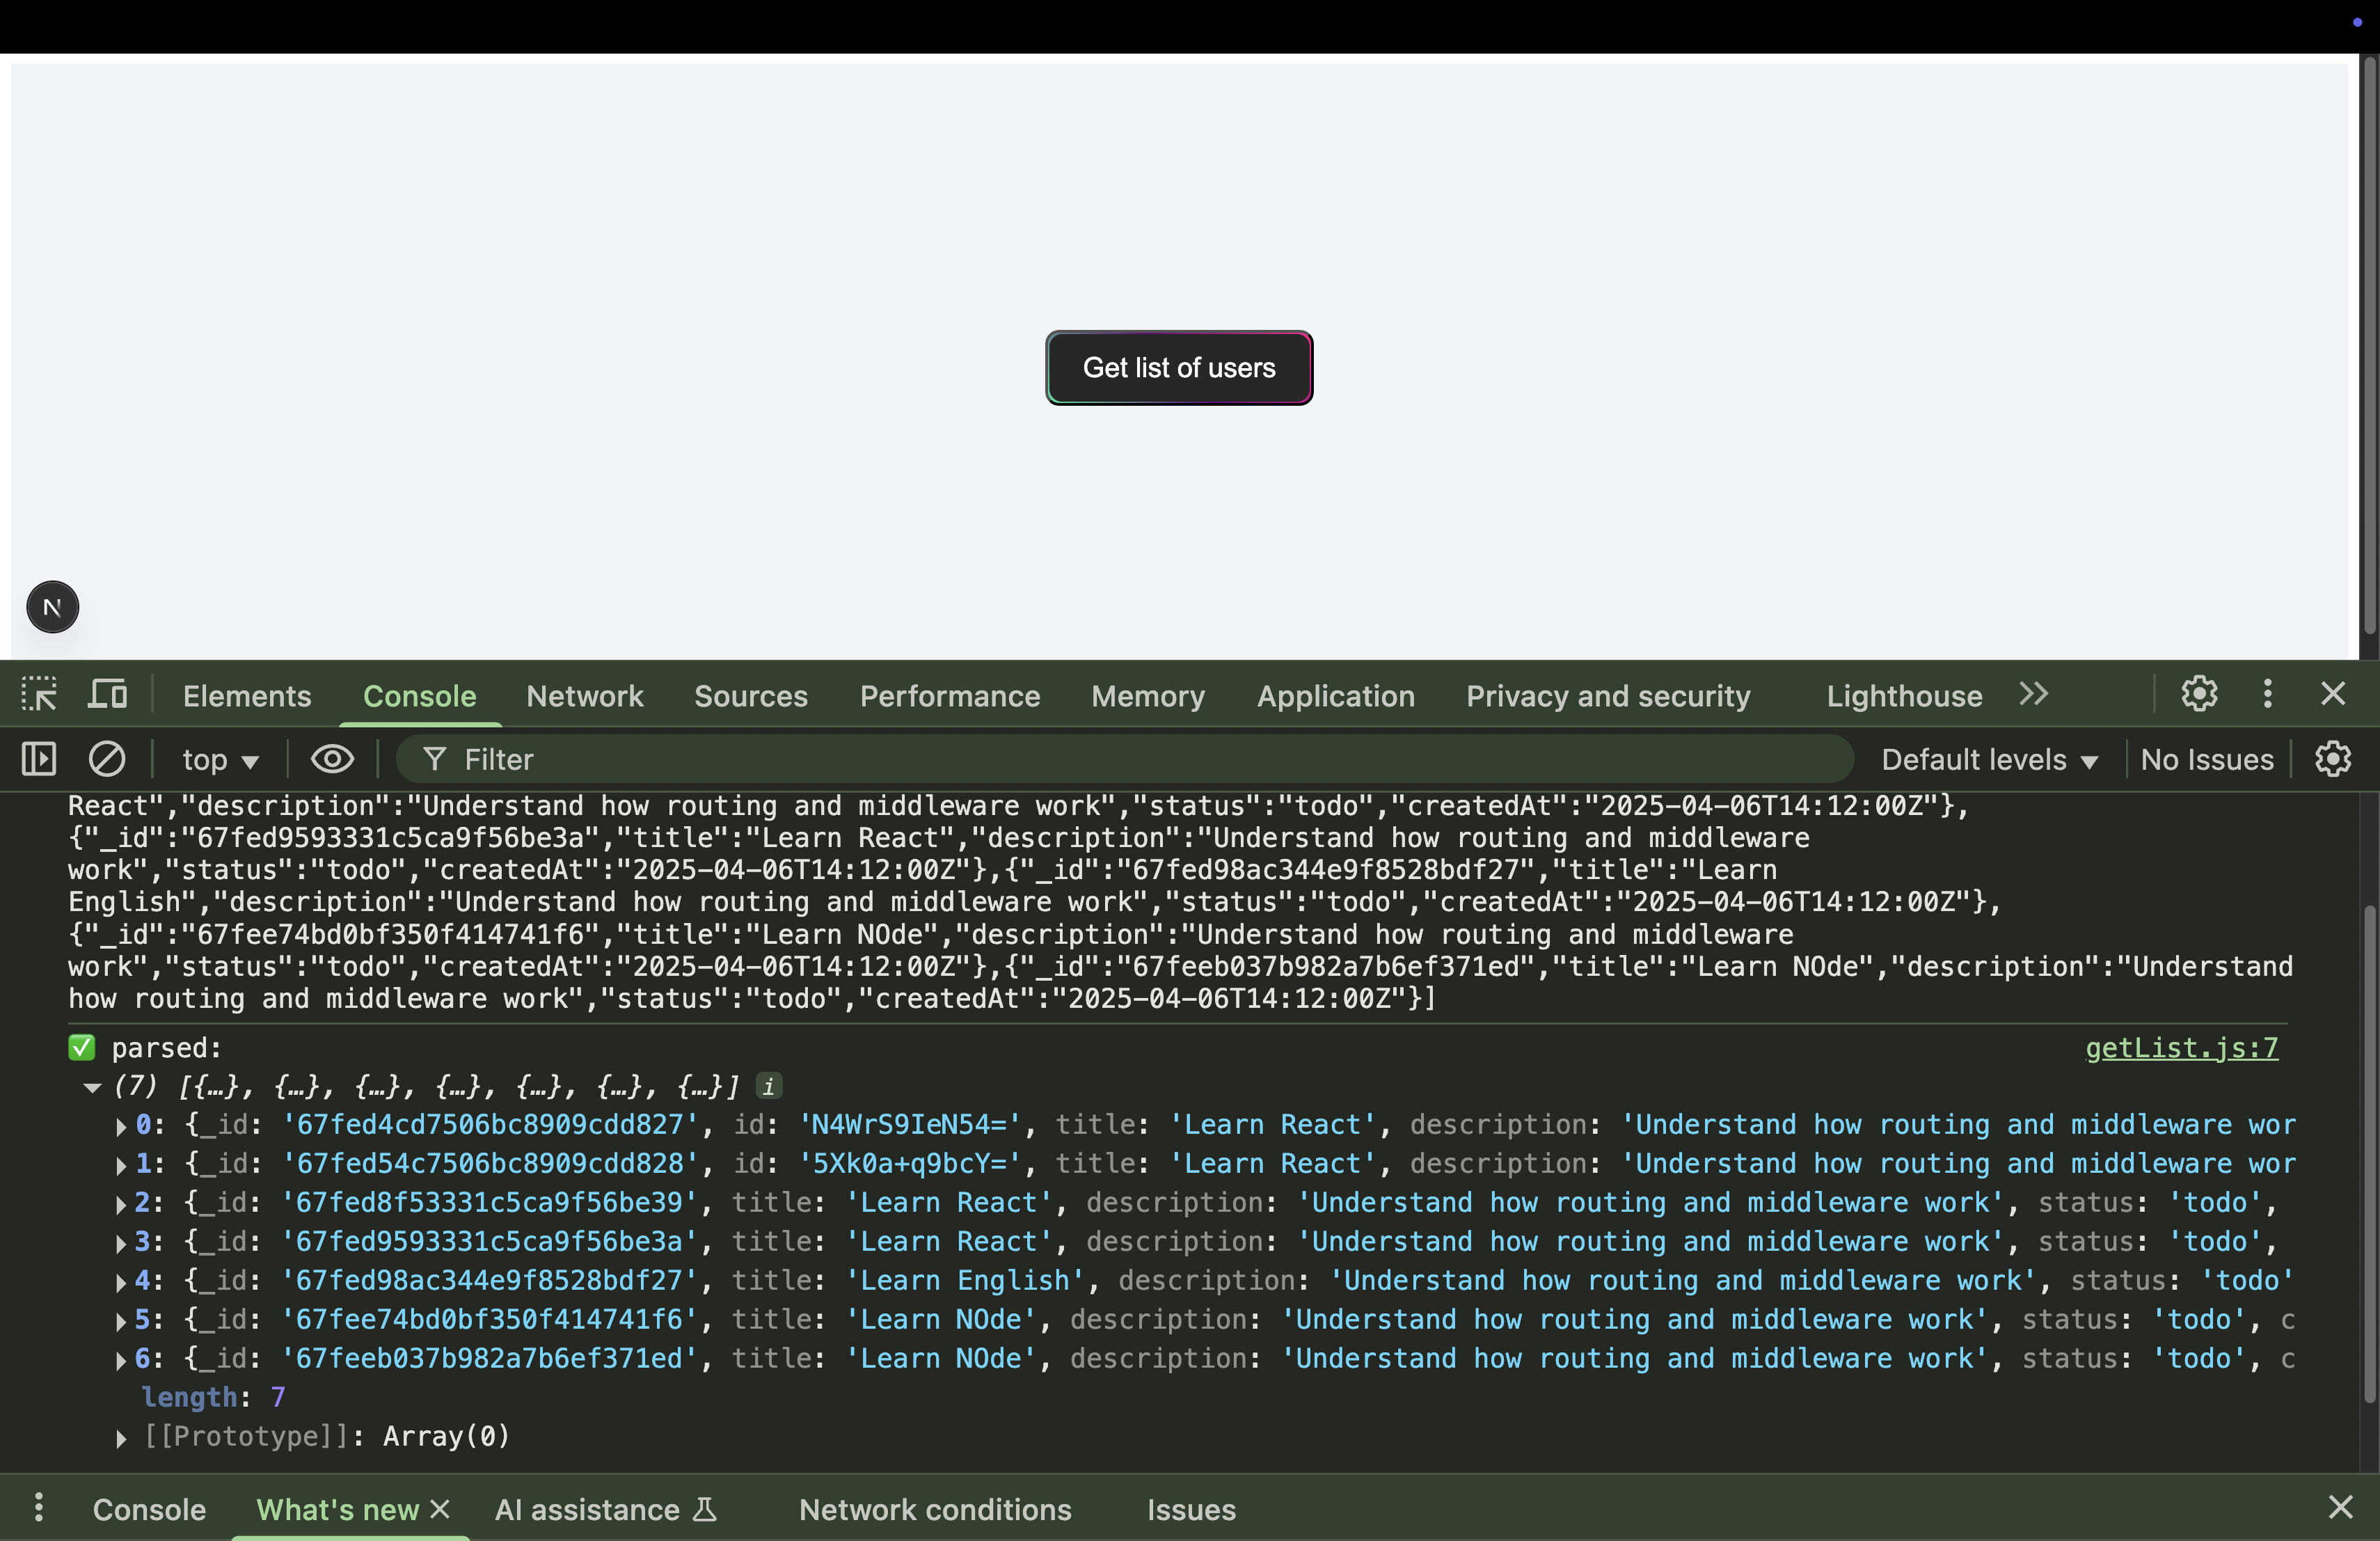 Get list of users
N
Elements Console Network Sources Performance Memory Application Privacy and security Lighthouse
top Filter Default levels No Issues
React","description":"Understand how routing and middleware work","status":"todo","createdAt":"2025-04-06T14:12:00Z"},
{"_id":"67fed9593331c5ca9f56be3a","title":"Learn React","description":"Understand how routing and middleware
work","status":"todo","createdAt":"2025-04-06T14:12:00Z"},{"_id":"67fed98ac344e9f8528bdf27","title":"Learn
English","description":"Understand how routing and middleware work","status":"todo","createdAt":"2025-04-06T14:12:00Z"},
{"_id":"67fee74bd0bf350f414741f6","title":"Learn NOde","description":"Understand how routing and middleware
work","status":"todo","createdAt":"2025-04-06T14:12:00Z"},{"_id":"67feeb037b982a7b6ef371ed","title":"Learn NOde","description":"Understand
how routing and middleware work","status":"todo","createdAt":"2025-04-06T14:12:00Z"}]
✅ parsed: getList.js:7
(7) [{…}, {…}, {…}, {…}, {…}, {…}, {…}] i
0: {_id: '67fed4cd7506bc8909cdd827', id: 'N4WrS9IeN54=', title: 'Learn React', description: 'Understand how routing and middleware wor
1: {_id: '67fed54c7506bc8909cdd828', id: '5Xk0a+q9bcY=', title: 'Learn React', description: 'Understand how routing and middleware wor
2: {_id: '67fed8f53331c5ca9f56be39', title: 'Learn React', description: 'Understand how routing and middleware work', status: 'todo',
3: {_id: '67fed9593331c5ca9f56be3a', title: 'Learn React', description: 'Understand how routing and middleware work', status: 'todo',
4: {_id: '67fed98ac344e9f8528bdf27', title: 'Learn English', description: 'Understand how routing and middleware work', status: 'todo'
5: {_id: '67fee74bd0bf350f414741f6', title: 'Learn NOde', description: 'Understand how routing and middleware work', status: 'todo', c
6: {_id: '67feeb037b982a7b6ef371ed', title: 'Learn NOde', description: 'Understand how routing and middleware work', status: 'todo', c
length: 7
[[Prototype]]: Array(0)
Console What's new AI assistance Network conditions Issues